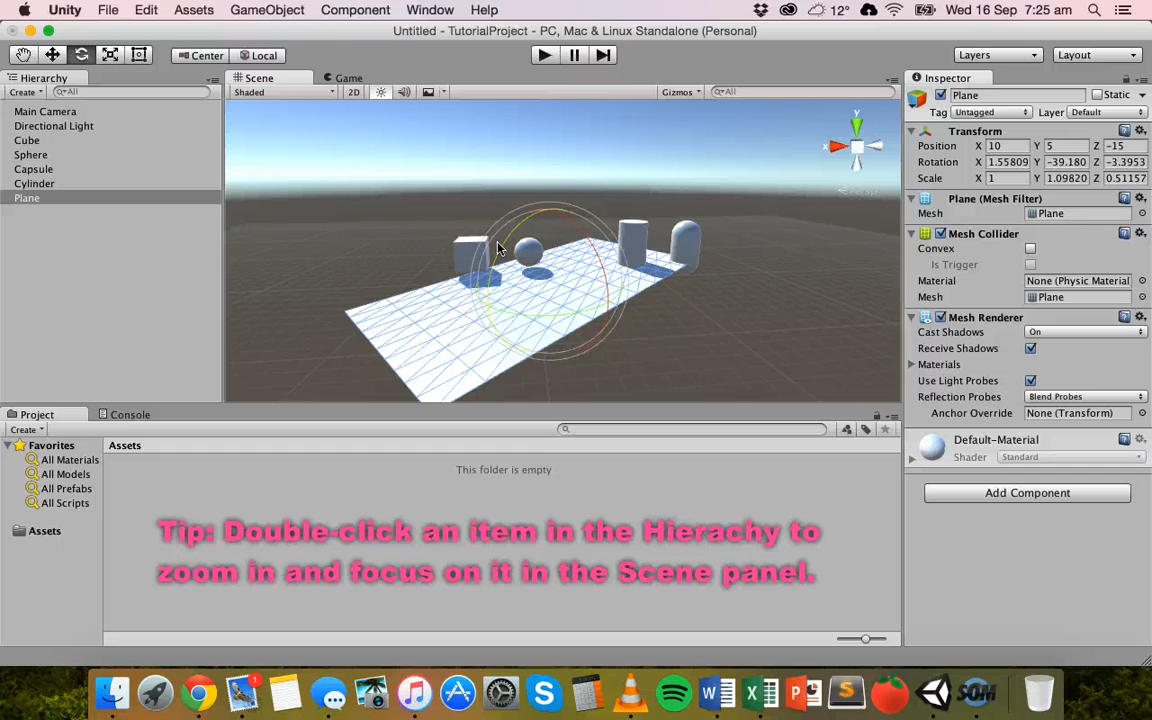 Unity File Edit Assets GameObject Component Window Help 12° Wed 16 Sep 7:25 am
Untitled - TutorialProject - PC, Mac & Linux Standalone (Personal)
Center Local Layers Layout
Hierarchy Scene Game Inspector
Create All Shaded 2D Gizmos All
Plane Static
Tag Untagged Layer Default
Main Camera
Directional Light
Cube
Sphere
Capsule
Cylinder
Plane
y
x
Persp
Transform
Position X 10 Y 5 Z -15
Rotation X 1.55809 Y -39.180 Z -3.3953
Scale X 1 Y 1.09820 Z 0.51157
Plane (Mesh Filter)
Mesh Plane
Mesh Collider
Convex
Is Trigger
Material None (Physic Material
Mesh Plane
Mesh Renderer
Cast Shadows On
Receive Shadows
Materials
Use Light Probes
Reflection Probes Blend Probes
Anchor Override None (Transform)
Default-Material
Shader Standard
Add Component
Project Console
Create
Favorites
All Materials
All Models
All Prefabs
All Scripts
Assets
Assets
This folder is empty
Tip: Double-click an item in the Hierachy to
zoom in and focus on it in the Scene panel.
1
SOM